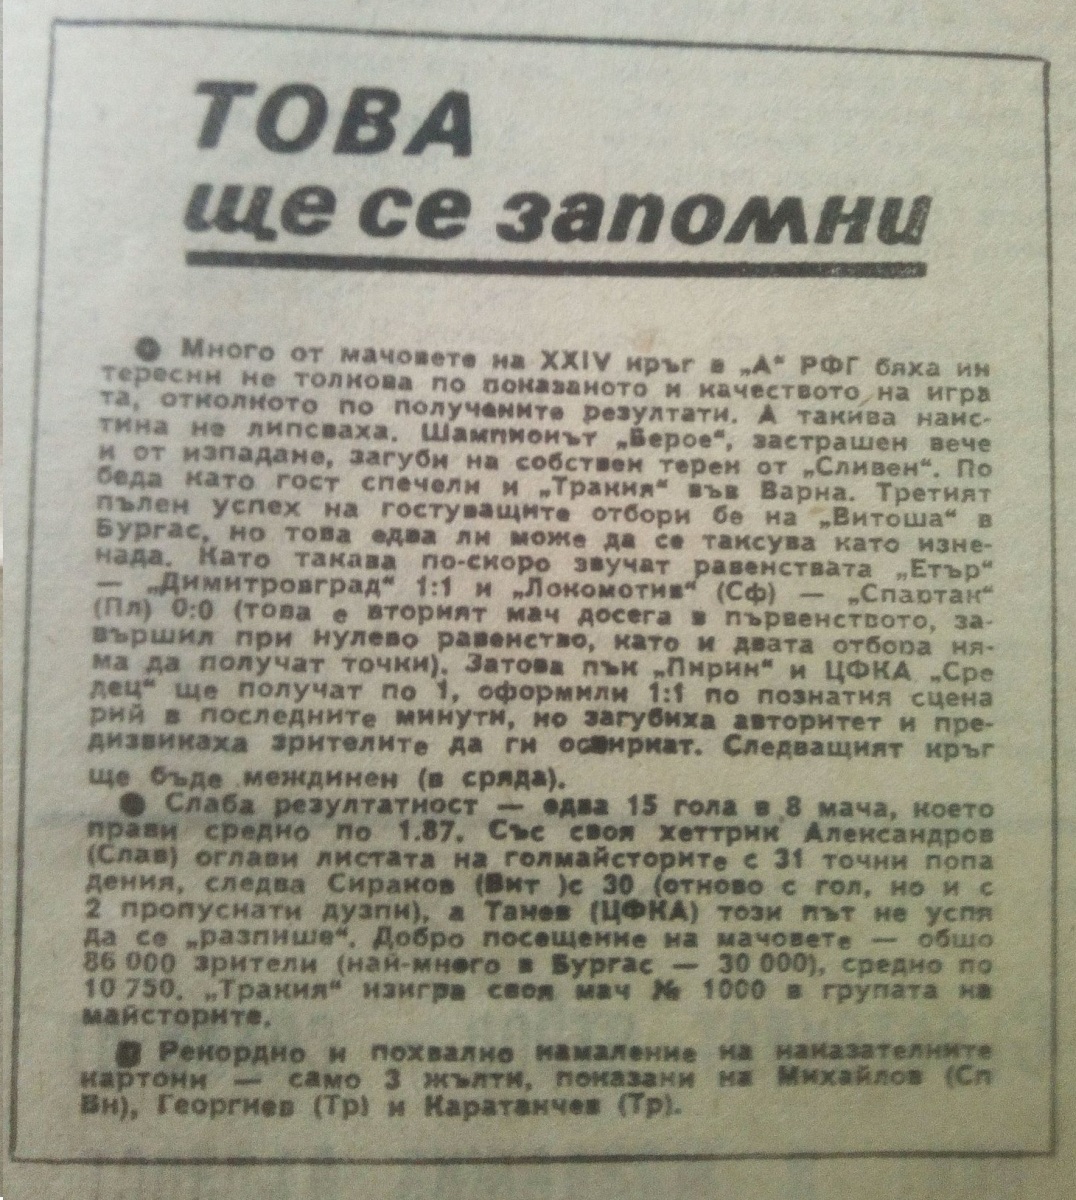 ТОВА
ще се запомни
● Много от мачовете на XXIV кръг в „А“ РФГ бяха ин
тересни не толкова по показаното и качеството на игра
та, отколкото по получените резултати. А такива наис-
тина не липсваха. Шампионът „Берое“, застрашен вече
и от изпадане, загуби на собствен терен от „Сливен“. По
беда като гост спечели и „Тракия“ във Варна. Третият
пълен успех на гостуващите отбори бе на „Витоша“ в
Бургас, но това едва ли може да се таксува като изне-
нада. Като такава по-скоро звучат равенствата „Етър“
— „Димитровград“ 1:1 и „Локомотив“ (Сф) — „Спартак“
(Пл) 0:0 (това е вторият мач досега в първенството, за-
вършил при нулево равенство, като и двата отбора ня-
ма да получат точки). Затова пък „Пирин“ и ЦФКА „Сре
дец“ ще получат по 1, оформили 1:1 по познатия сцена
рий в последните минути, но загубиха авторитет и пре-
дизвикаха зрителите да ги освиркат. Следващият кръг
ще бъде междинен (в сряда).
● Слаба резултатност — едва 15 гола в 8 мача, което
прави средно по 1.87. Със своя хеттрик Александров
(Слав) оглави листата на голмайсторите с 31 точни попа
дения, следва Сираков (Вит )с 30 (отново с гол, но и с
2 пропуснати дузпи), а Танев (ЦФКА) този път не успя
да се „разпише“. Добро посещение на мачовете — общо
86 000 зрители (най-много в Бургас — 30 000), средно по
10 750. „Тракия“ изигра своя мач № 1000 в групата на
майсторите.
● Рекордно и похвално намаление на наказателните
картони — само 3 жълти, показани на Михайлов (Сп
Вн), Георгиев (Тр) и Каратанчев (Тр).